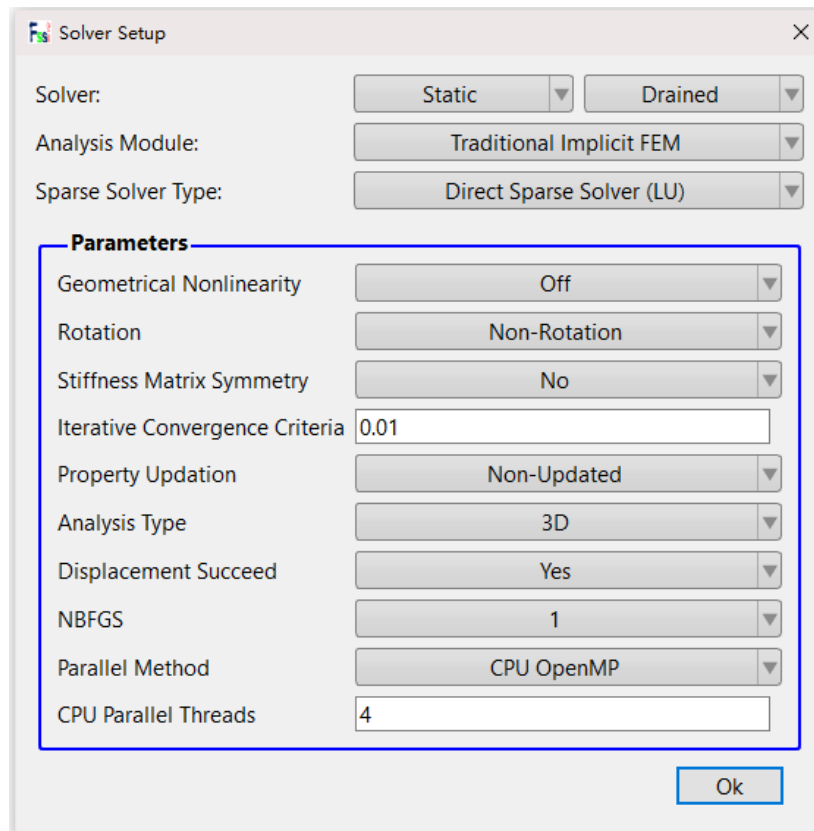 Fssi Solver Setup
Solver: Static Drained
Analysis Module: Traditional Implicit FEM
Sparse Solver Type: Direct Sparse Solver (LU)
Parameters
Geometrical Nonlinearity Off
Rotation Non-Rotation
Stiffness Matrix Symmetry No
Iterative Convergence Criteria 0.01
Property Updation Non-Updated
Analysis Type 3D
Displacement Succeed Yes
NBFGS 1
Parallel Method CPU OpenMP
CPU Parallel Threads 4
Ok